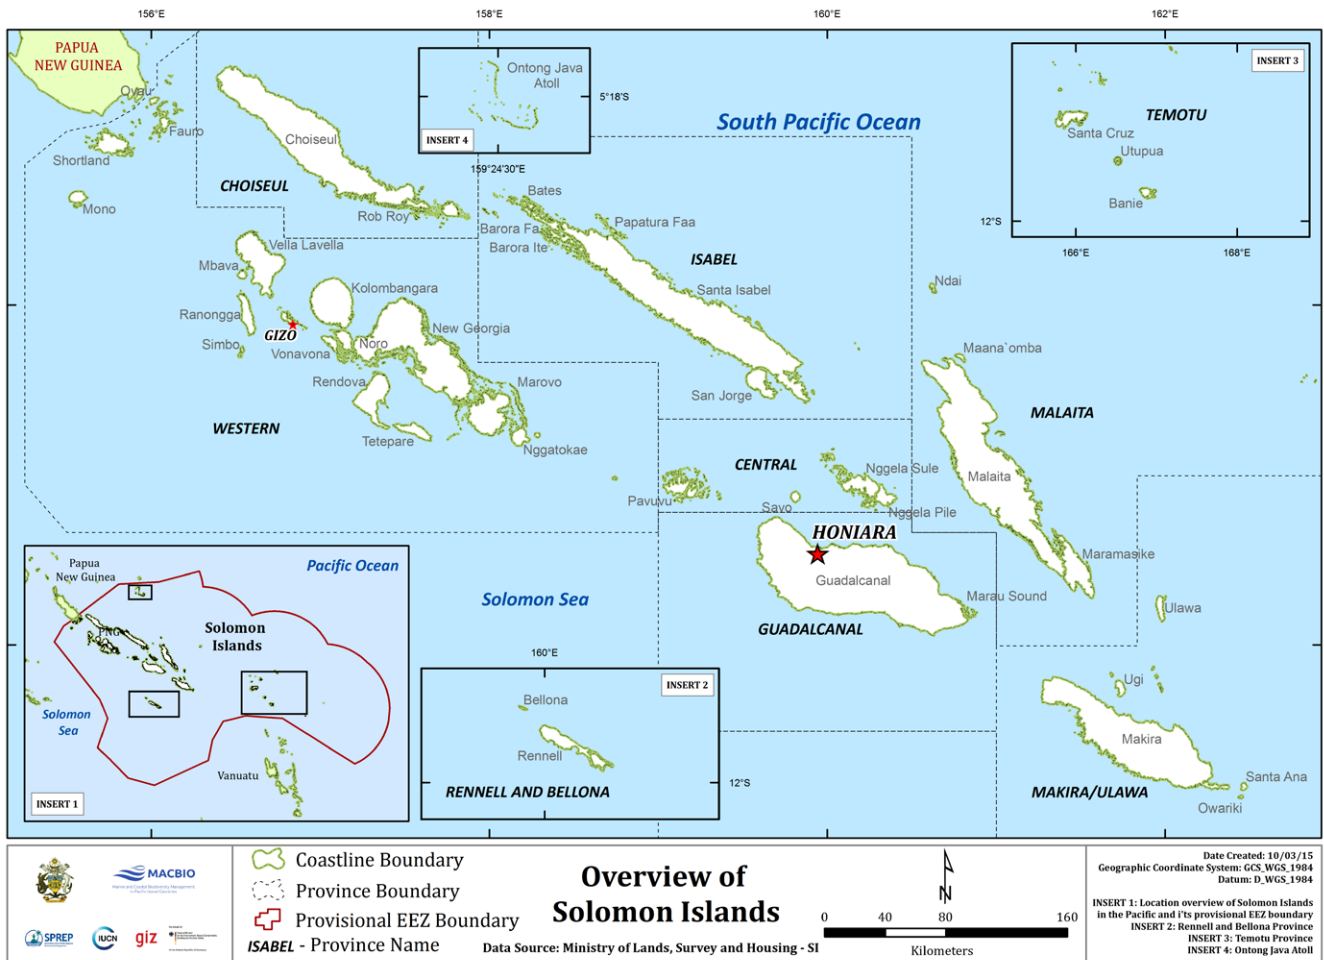 156°E
158°E
160°E
162°E
PAPUA
NEW GUINEA
Ovau
Fauro
Shortland
Mono
Choiseul
CHOISEUL
Rob Roy
Ontong Java
Atoll
INSERT 4
5°18'S
159°24'30"E
South Pacific Ocean
INSERT 3
TEMOTU
Santa Cruz
Utupua
Banie
12°S
166°E
168°E
Bates
Barora Fa
Barora Ite
Papatura Faa
ISABEL
Santa Isabel
San Jorge
Vella Lavella
Mbava
Ranongga
Simbo
GIZO
Kolombangara
Vonavona
Noro
New Georgia
Rendova
Marovo
Tetepare
Nggatokae
WESTERN
Ndai
Maana`omba
MALAITA
Malaita
Maramasike
CENTRAL
Nggela Sule
Nggela Pile
Pavuvu
Savo
HONIARA
Guadalcanal
Marau Sound
GUADALCANAL
Solomon Sea
Ulawa
Ugi
Makira
Santa Ana
Owariki
MAKIRA/ULAWA
Papua
New Guinea
Pacific Ocean
PNG
Solomon
Islands
Solomon
Sea
Vanuatu
INSERT 1
160°E
INSERT 2
Bellona
Rennell
12°S
RENNELL AND BELLONA
MACBIO
SPREP
IUCN
giz
Coastline Boundary
Province Boundary
Provisional EEZ Boundary
ISABEL - Province Name
Overview of
Solomon Islands
Data Source: Ministry of Lands, Survey and Housing - SI
N
0 40 80 160
Kilometers
Date Created: 10/03/15
Geographic Coordinate System: GCS_WGS_1984
Datum: D_WGS_1984
INSERT 1: Location overview of Solomon Islands
in the Pacific and i'ts provisional EEZ boundary
INSERT 2: Rennell and Bellona Province
INSERT 3: Temotu Province
INSERT 4: Ontong Java Atoll